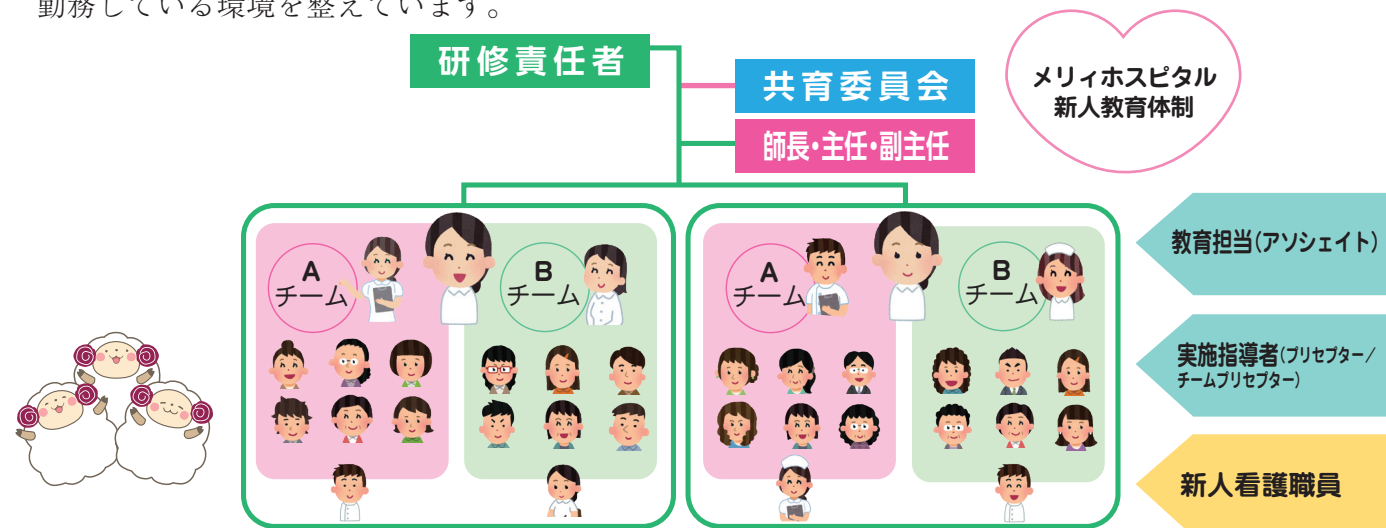 勤務している環境を整えています。
研修責任者
共育委員会
師長・主任・副主任
メリィホスピタル
新人教育体制
A
チーム
B
チーム
A
チーム
B
チーム
教育担当(アソシェイト)
実施指導者(プリセプター/
チームプリセプター)
新人看護職員